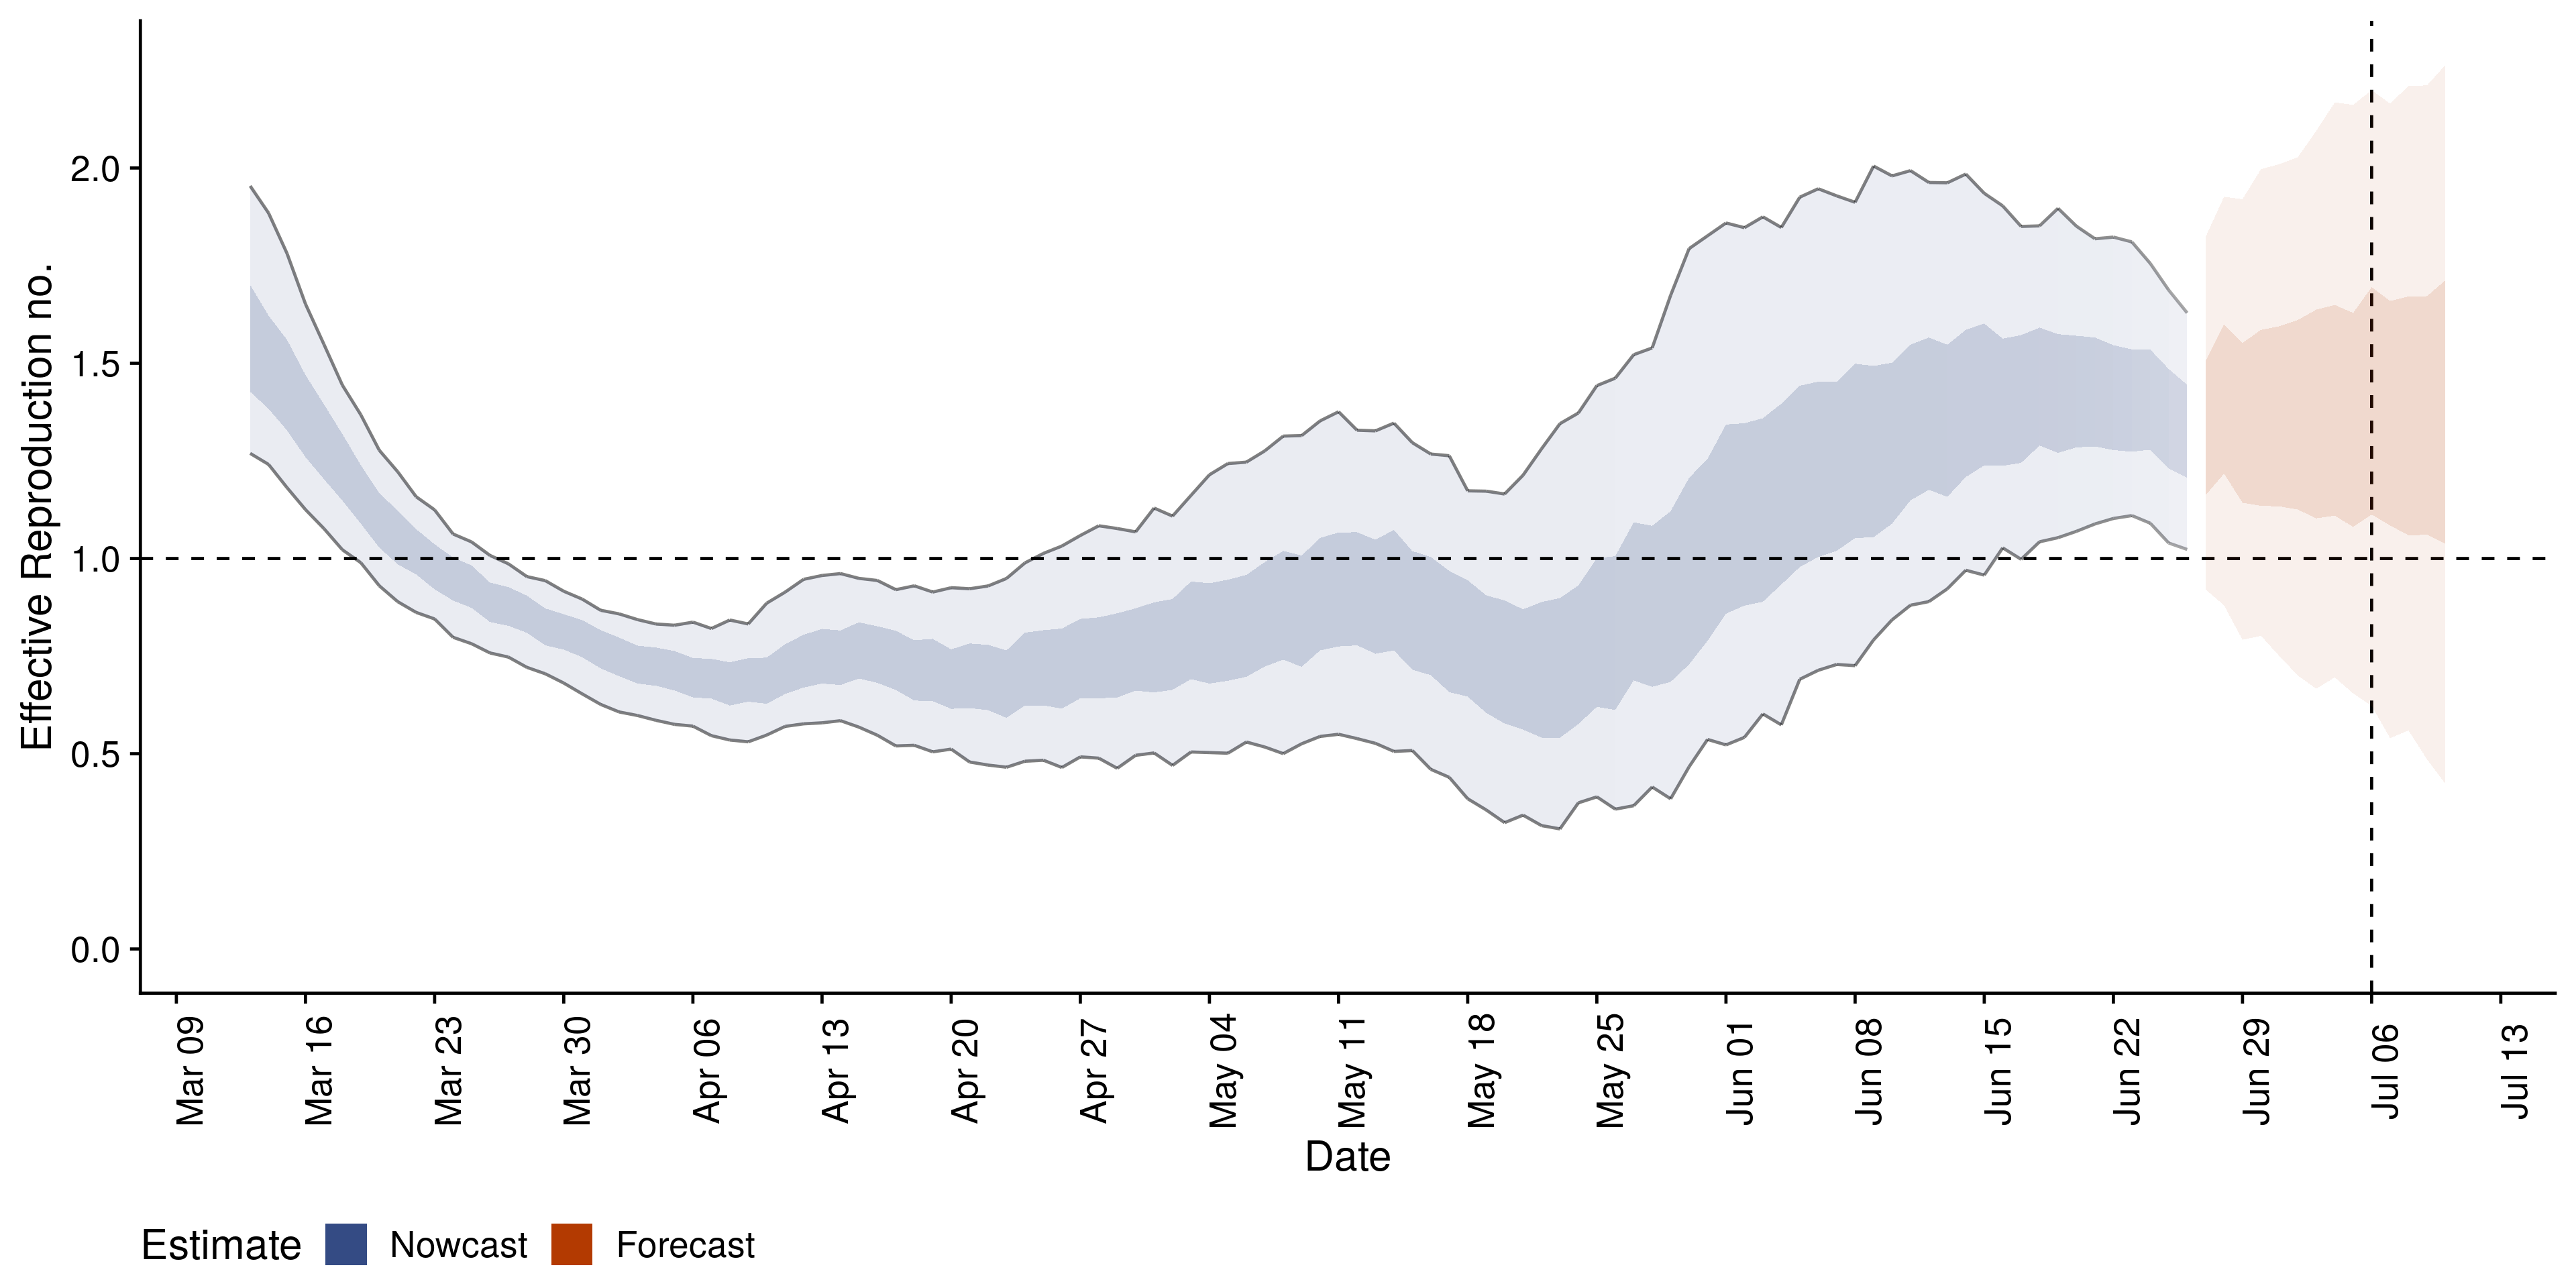 Effective Reproduction no.
2.0
1.5
1.0
0.5
0.0
Mar 09
Mar 16
Mar 23
Mar 30
Apr 06
Apr 13
Apr 20
Apr 27
May 04
May 11
May 18
May 25
Jun 01
Jun 08
Jun 15
Jun 22
Jun 29
Jul 06
Jul 13
Date
Estimate Nowcast Forecast